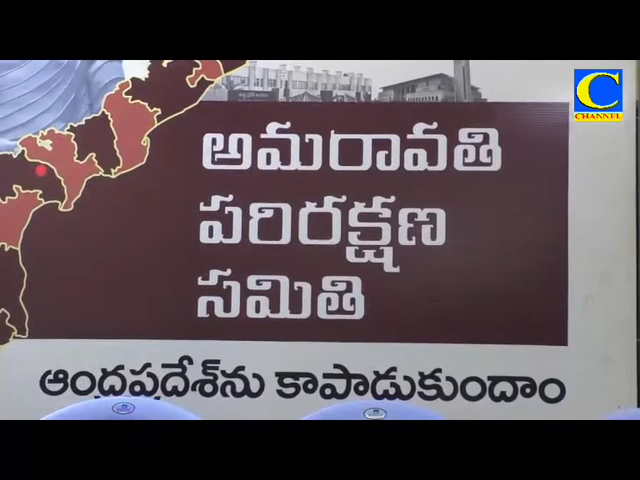 C
CHANNEL
అమరావతి
పరిరక్షణ
సమితి
ఆంధ్రప్రదేశ్‌ను కాపాడుకుందాం